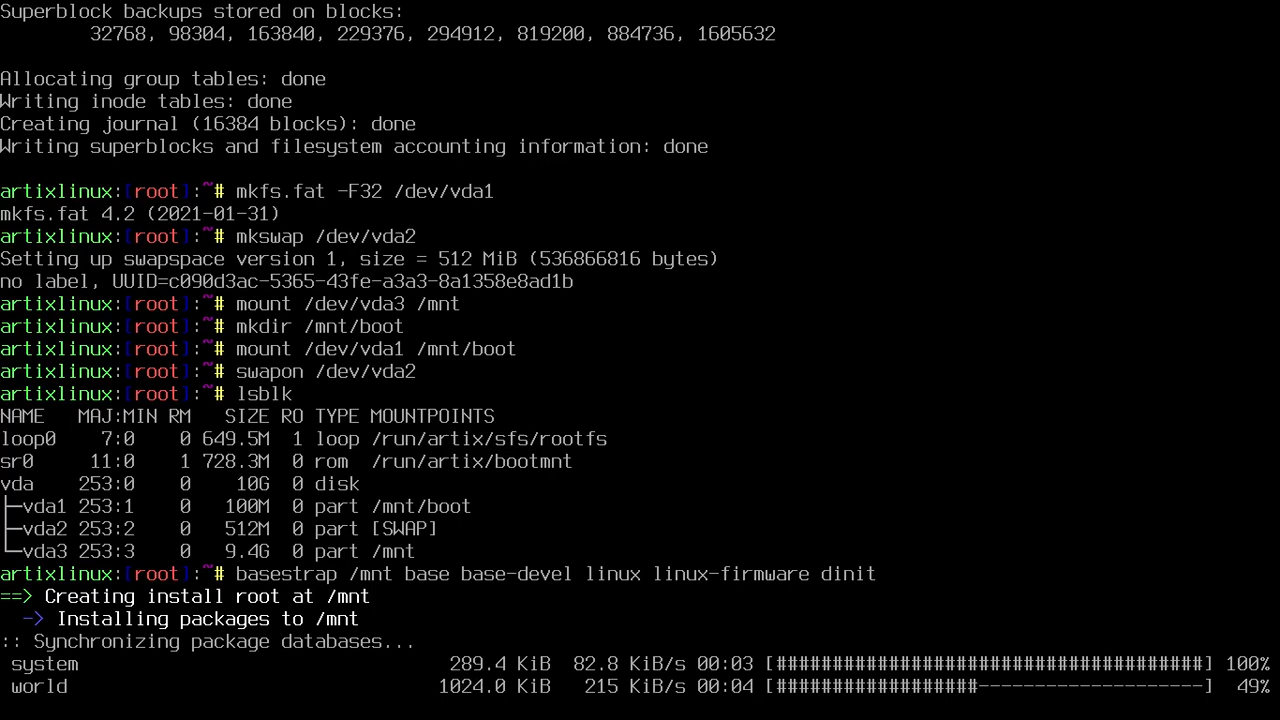 Superblock backups stored on blocks:
        32768, 98304, 163840, 229376, 294912, 819200, 884736, 1605632
Allocating group tables: done
Writing inode tables: done
Creating journal (16384 blocks): done
Writing superblocks and filesystem accounting information: done
artixlinux:[root]:~# mkfs.fat -F32 /dev/vda1
mkfs.fat 4.2 (2021-01-31)
artixlinux:[root]:~# mkswap /dev/vda2
Setting up swapspace version 1, size = 512 MiB (536866816 bytes)
no label, UUID=c090d3ac-5365-43fe-a3a3-8a1358e8ad1b
artixlinux:[root]:~# mount /dev/vda3 /mnt
artixlinux:[root]:~# mkdir /mnt/boot
artixlinux:[root]:~# mount /dev/vda1 /mnt/boot
artixlinux:[root]:~# swapon /dev/vda2
artixlinux:[root]:~# lsblk
NAME   MAJ:MIN RM   SIZE RO TYPE MOUNTPOINTS
loop0    7:0    0 649.5M  1 loop /run/artix/sfs/rootfs
sr0     11:0    1 728.3M  0 rom  /run/artix/bootmnt
vda    253:0    0    10G  0 disk
├─vda1 253:1    0   100M  0 part /mnt/boot
├─vda2 253:2    0   512M  0 part [SWAP]
└─vda3 253:3    0   9.4G  0 part /mnt
artixlinux:[root]:~# basestrap /mnt base base-devel linux linux-firmware dinit
==> Creating install root at /mnt
  -> Installing packages to /mnt
:: Synchronizing package databases...
 system                                 289.4 KiB  82.8 KiB/s 00:03 [######################################] 100%
 world                                 1024.0 KiB   215 KiB/s 00:04 [##################--------------------]  49%